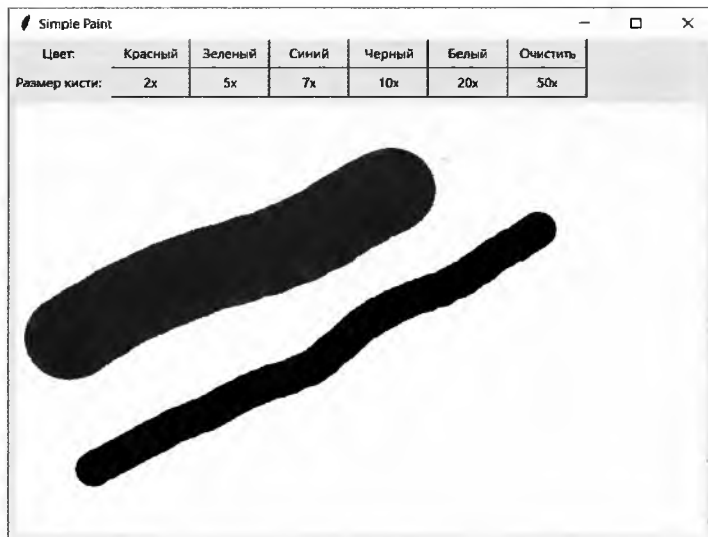 Simple Paint
Цвет: Красный Зеленый Синий Черный Белый Очистить
Размер кисти: 2x 5x 7x 10x 20x 50x